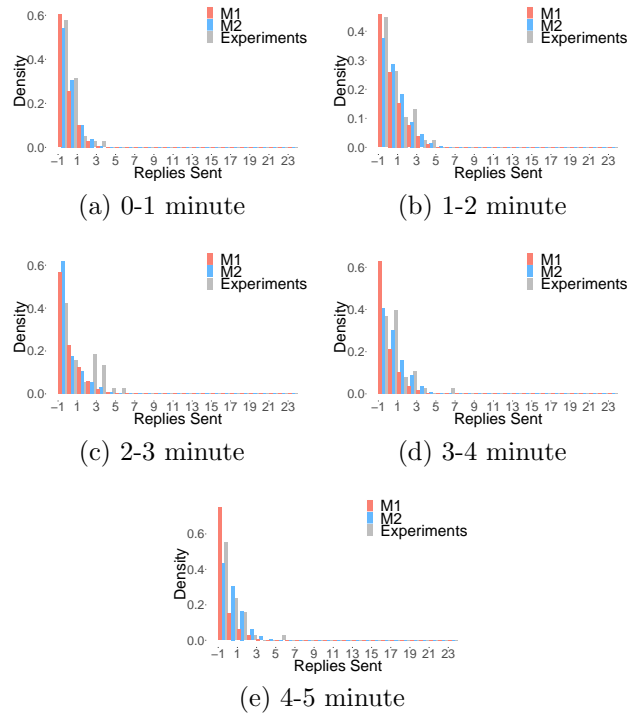 M1
M2
Experiments
Density
0.6
0.4
0.2
0.0
−1 1 3 5 7 9 11 13 15 17 19 21 23
Replies Sent
(a) 0-1 minute
M1
M2
Experiments
Density
0.4
0.2
0.0
−1 1 3 5 7 9 11 13 15 17 19 21 23
Replies Sent
(b) 1-2 minute
M1
M2
Experiments
Density
0.6
0.4
0.2
0.0
−1 1 3 5 7 9 11 13 15 17 19 21 23
Replies Sent
(c) 2-3 minute
M1
M2
Experiments
Density
0.6
0.4
0.2
0.0
−1 1 3 5 7 9 11 13 15 17 19 21 23
Replies Sent
(d) 3-4 minute
M1
M2
Experiments
Density
0.6
0.4
0.2
0.0
−1 1 3 5 7 9 11 13 15 17 19 21 23
Replies Sent
(e) 4-5 minute